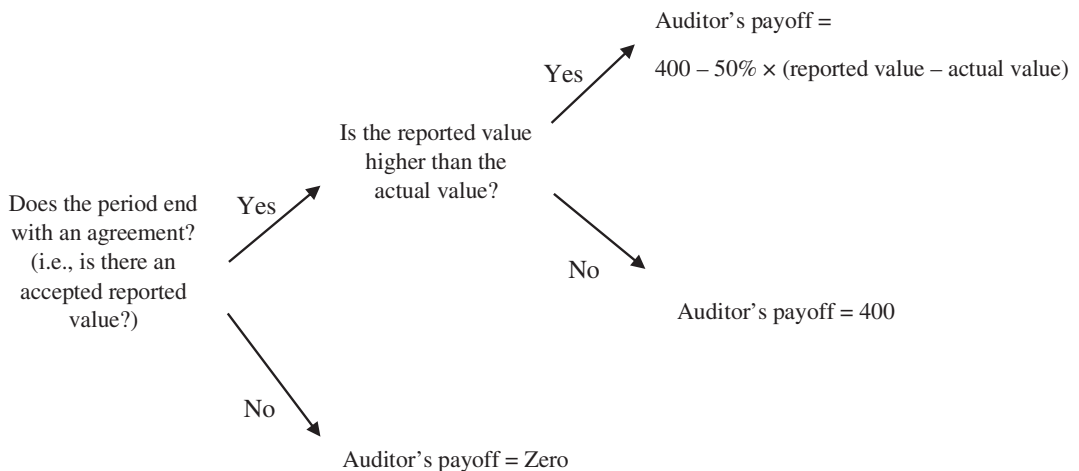 Does the period end
with an agreement?
(i.e., is there an
accepted reported
value?)
Yes
No
Is the reported value
higher than the
actual value?
Yes
No
Auditor's payoff =
400 – 50% × (reported value – actual value)
Auditor's payoff = 400
Auditor's payoff = Zero